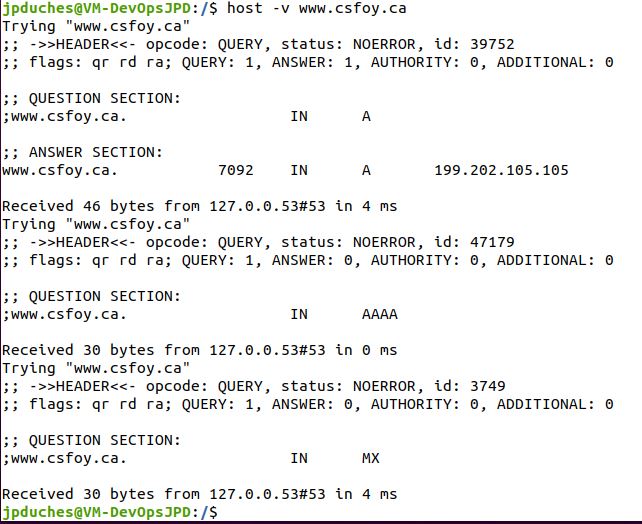 jpduches@VM-DevOpsJPD:/$ host -v www.csfoy.ca
Trying "www.csfoy.ca"
;; ->>HEADER<<- opcode: QUERY, status: NOERROR, id: 39752
;; flags: qr rd ra; QUERY: 1, ANSWER: 1, AUTHORITY: 0, ADDITIONAL: 0
;; QUESTION SECTION:
;www.csfoy.ca. IN A
;; ANSWER SECTION:
www.csfoy.ca. 7092 IN A 199.202.105.105
Received 46 bytes from 127.0.0.53#53 in 4 ms
Trying "www.csfoy.ca"
;; ->>HEADER<<- opcode: QUERY, status: NOERROR, id: 47179
;; flags: qr rd ra; QUERY: 1, ANSWER: 0, AUTHORITY: 0, ADDITIONAL: 0
;; QUESTION SECTION:
;www.csfoy.ca. IN AAAA
Received 30 bytes from 127.0.0.53#53 in 0 ms
Trying "www.csfoy.ca"
;; ->>HEADER<<- opcode: QUERY, status: NOERROR, id: 3749
;; flags: qr rd ra; QUERY: 1, ANSWER: 0, AUTHORITY: 0, ADDITIONAL: 0
;; QUESTION SECTION:
;www.csfoy.ca. IN MX
Received 30 bytes from 127.0.0.53#53 in 4 ms
jpduches@VM-DevOpsJPD:/$